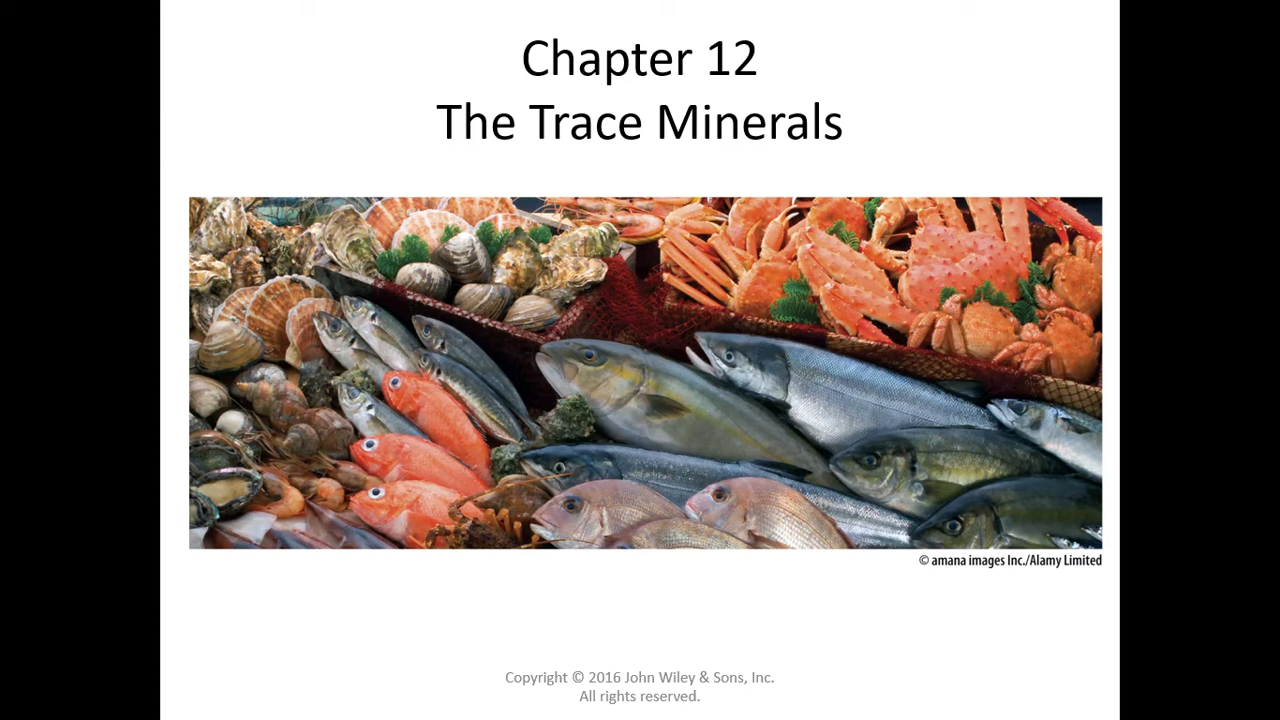 Chapter 12
The Trace Minerals
© amana images Inc./Alamy Limited
Copyright © 2016 John Wiley & Sons, Inc.
All rights reserved.